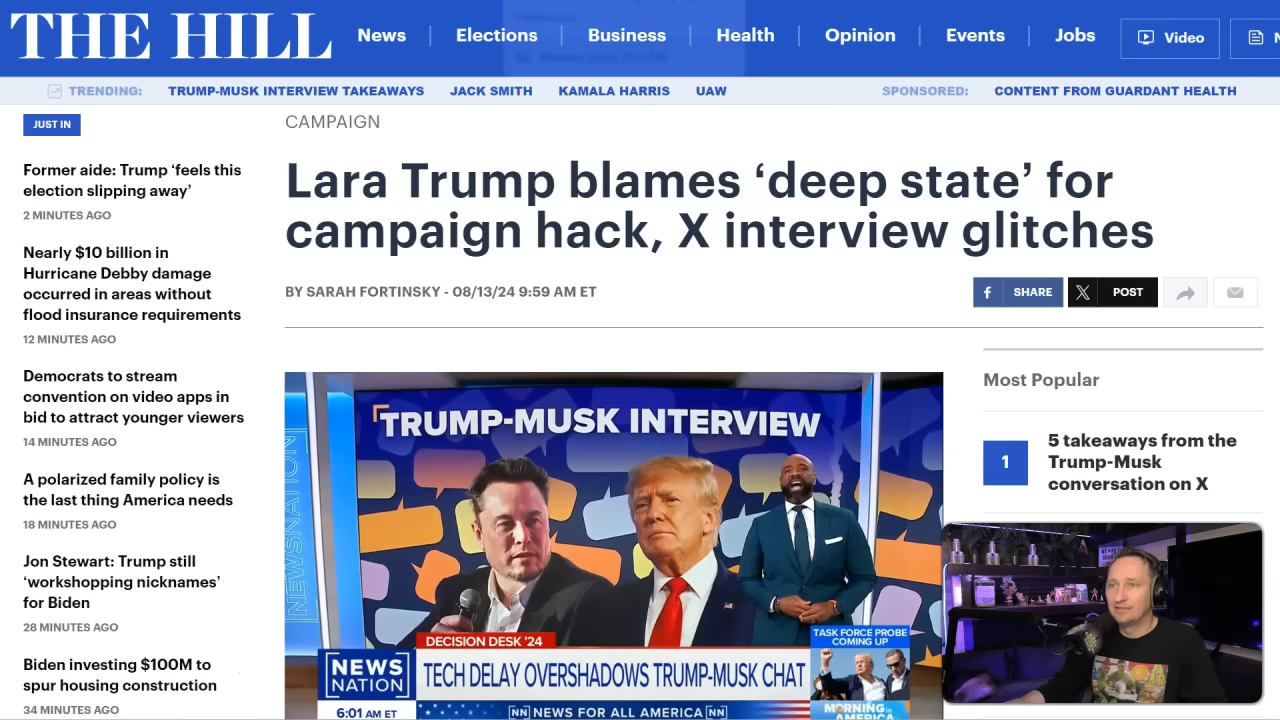 THE HILL
News
Elections
Business
Health
Opinion
Events
Jobs
Video
N
TRENDING:
TRUMP-MUSK INTERVIEW TAKEAWAYS
JACK SMITH
KAMALA HARRIS
UAW
SPONSORED:
CONTENT FROM GUARDANT HEALTH
JUST IN
Former aide: Trump ‘feels this
election slipping away’
2 MINUTES AGO
Nearly $10 billion in
Hurricane Debby damage
occurred in areas without
flood insurance requirements
12 MINUTES AGO
Democrats to stream
convention on video apps in
bid to attract younger viewers
14 MINUTES AGO
A polarized family policy is
the last thing America needs
18 MINUTES AGO
Jon Stewart: Trump still
‘workshopping nicknames’
for Biden
28 MINUTES AGO
Biden investing $100M to
spur housing construction
34 MINUTES AGO
CAMPAIGN
Lara Trump blames ‘deep state’ for
campaign hack, X interview glitches
BY SARAH FORTINSKY - 08/13/24 9:59 AM ET
SHARE
POST
TRUMP-MUSK INTERVIEW
NEWSNATION
DECISION DESK '24
TASK FORCE PROBE
COMING UP
NEWS
NATION
TECH DELAY OVERSHADOWS TRUMP-MUSK CHAT
6:01 AM ET
NN NEWS FOR ALL AMERICA NN
MORNING in
AMERICA
Most Popular
1
5 takeaways from the
Trump-Musk
conversation on X